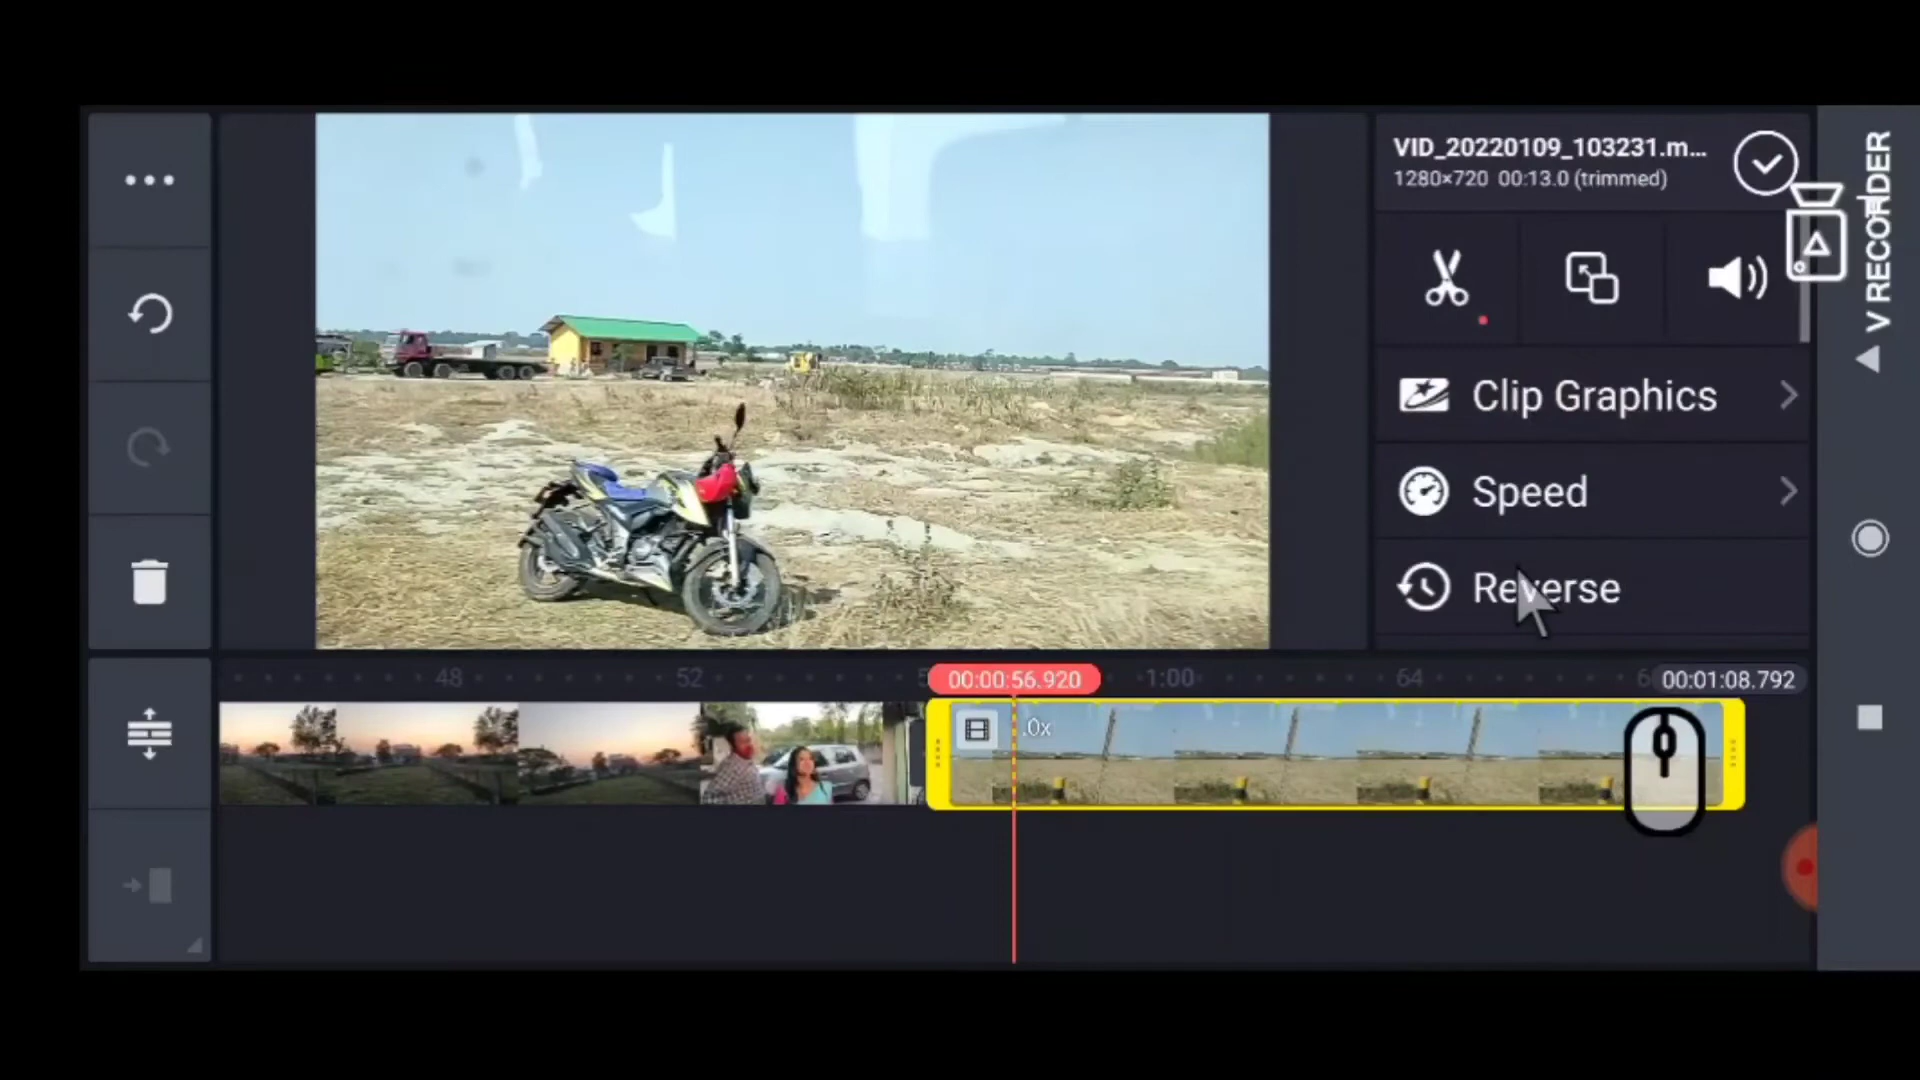 VID_20220109_103231.m...
1280×720 00:13.0 (trimmed)
V RECORDER
Clip Graphics
Speed
Reverse
48
52
00:00:56.920
1:00
64
00:01:08.792
.0x